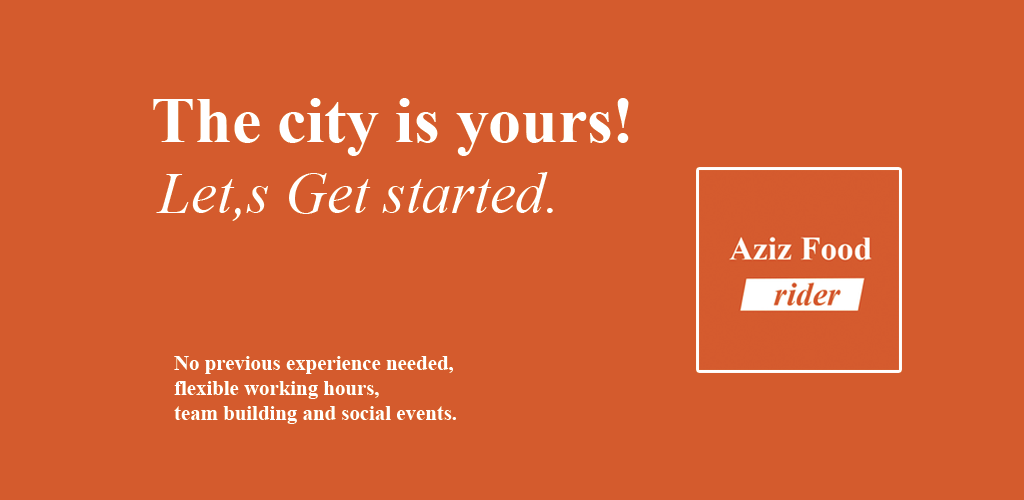 The city is yours!
Let,s Get started.
Aziz Food
rider
No previous experience needed,
flexible working hours,
team building and social events.